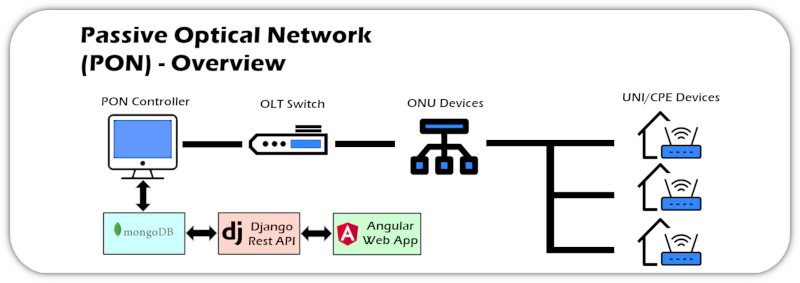 Passive Optical Network
(PON) - Overview
PON Controller
OLT Switch
ONU Devices
UNI/CPE Devices
mongoDB
dj
Django
Rest API
A
Angular
Web App